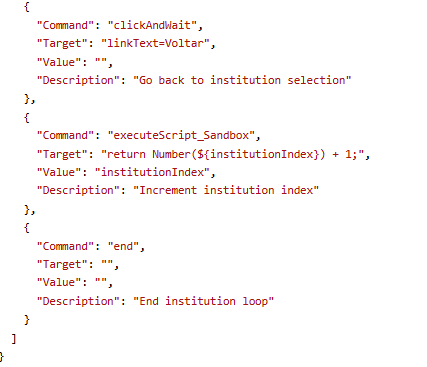 {
"Command": "clickAndWait",
"Target": "linkText=Voltar",
"Value": "",
"Description": "Go back to institution selection"
},
{
"Command": "executeScript_Sandbox",
"Target": "return Number(${institutionIndex}) + 1;",
"Value": "institutionIndex",
"Description": "Increment institution index"
},
{
"Command": "end",
"Target": "",
"Value": "",
"Description": "End institution loop"
}
]
}